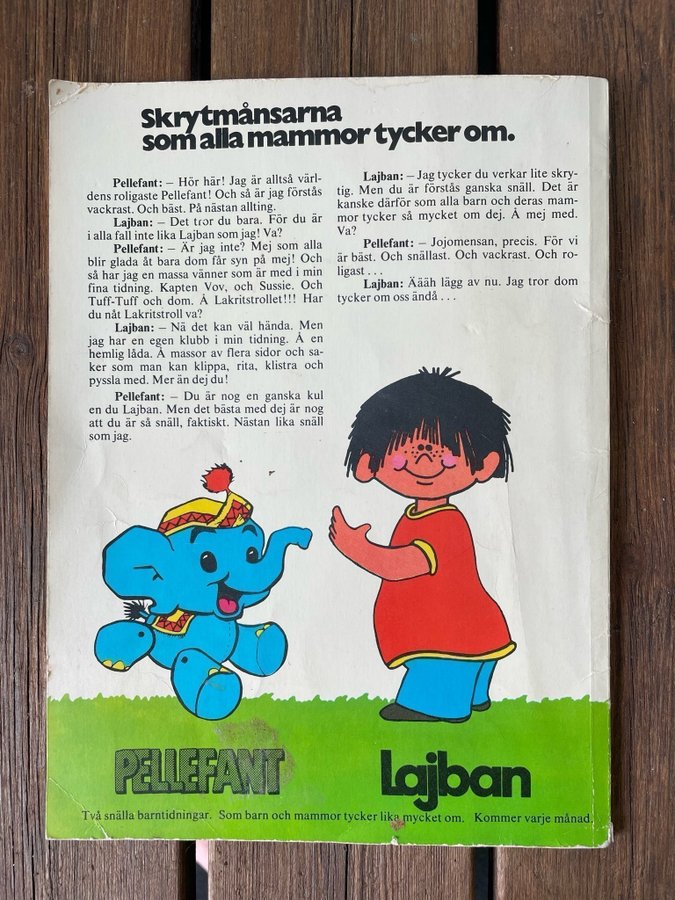 Skrytmånsarna
som alla mammor tycker om.
Pellefant: – Hör här! Jag är alltså värl-
dens roligaste Pellefant! Och så är jag förstås
vackrast. Och bäst. På nästan allting.
Lajban: – Det tror du bara. För du är
i alla fall inte lika Lajban som jag! Va?
Pellefant: – Är jag inte? Mej som alla
blir glada åt bara dom får syn på mej! Och
så har jag en massa vänner som är med i min
fina tidning. Kapten Vov, och Sussie. Och
Tuff-Tuff och dom. Å Lakritstrollet!!! Har
du nåt Lakritstroll va?
Lajban: – Nä det kan väl hända. Men
jag har en egen klubb i min tidning. Å en
hemlig låda. Å massor av flera sidor och sa-
ker som man kan klippa, rita, klistra och
pyssla med. Mer än dej du!
Pellefant: – Du är nog en ganska kul
en du Lajban. Men det bästa med dej är nog
att du är så snäll, faktiskt. Nästan lika snäll
som jag.
Lajban: – Jag tycker du verkar lite skry-
tig. Men du är förstås ganska snäll. Det är
kanske därför som alla barn och deras mam-
mor tycker så mycket om dej. Å mej med.
Va?
Pellefant: – Jojomensan, precis. För vi
är bäst. Och snällast. Och vackrast. Och ro-
ligast . . .
Lajban: Äääh lägg av nu. Jag tror dom
tycker om oss ändå . . .
PELLEFANT
Lajban
Två snälla barntidningar. Som barn och mammor tycker lika mycket om. Kommer varje månad.